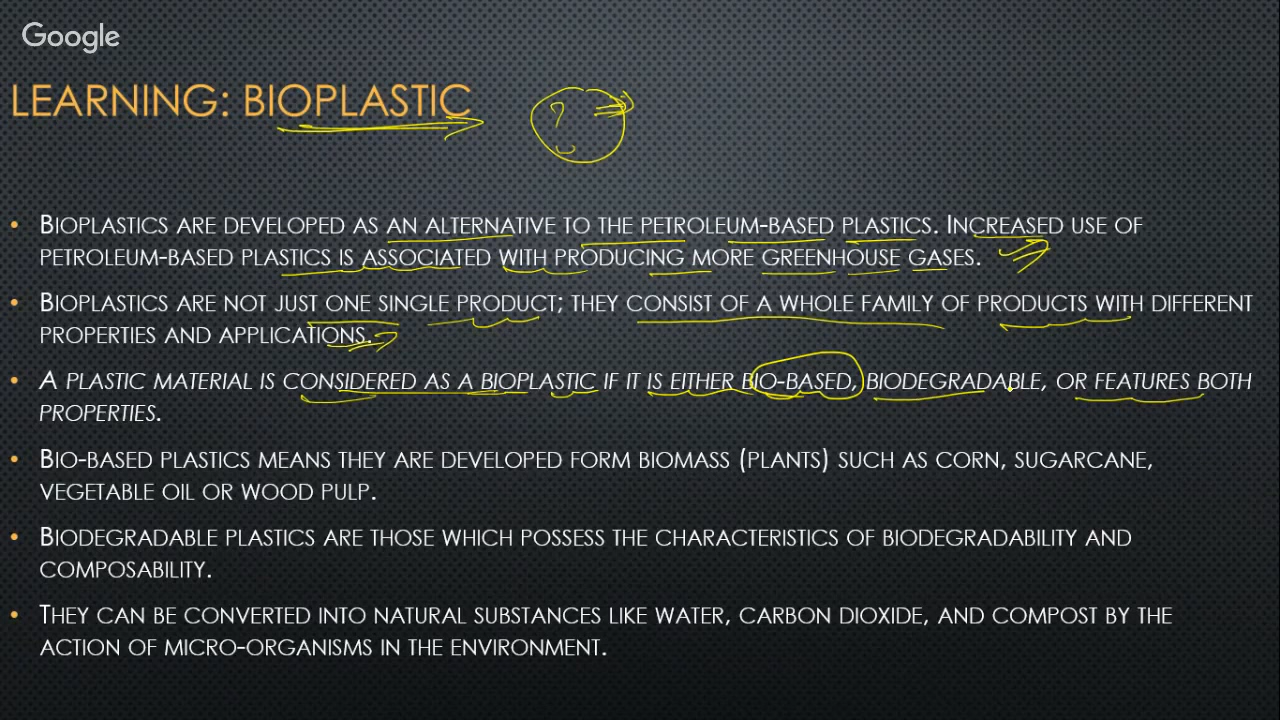 Google
LEARNING: BIOPLASTIC
?
• BIOPLASTICS ARE DEVELOPED AS AN ALTERNATIVE TO THE PETROLEUM-BASED PLASTICS. INCREASED USE OF
PETROLEUM-BASED PLASTICS IS ASSOCIATED WITH PRODUCING MORE GREENHOUSE GASES.
• BIOPLASTICS ARE NOT JUST ONE SINGLE PRODUCT; THEY CONSIST OF A WHOLE FAMILY OF PRODUCTS WITH DIFFERENT
PROPERTIES AND APPLICATIONS.
• A PLASTIC MATERIAL IS CONSIDERED AS A BIOPLASTIC IF IT IS EITHER BIO-BASED, BIODEGRADABLE, OR FEATURES BOTH
PROPERTIES.
• BIO-BASED PLASTICS MEANS THEY ARE DEVELOPED FORM BIOMASS (PLANTS) SUCH AS CORN, SUGARCANE,
VEGETABLE OIL OR WOOD PULP.
• BIODEGRADABLE PLASTICS ARE THOSE WHICH POSSESS THE CHARACTERISTICS OF BIODEGRADABILITY AND
COMPOSABILITY.
• THEY CAN BE CONVERTED INTO NATURAL SUBSTANCES LIKE WATER, CARBON DIOXIDE, AND COMPOST BY THE
ACTION OF MICRO-ORGANISMS IN THE ENVIRONMENT.